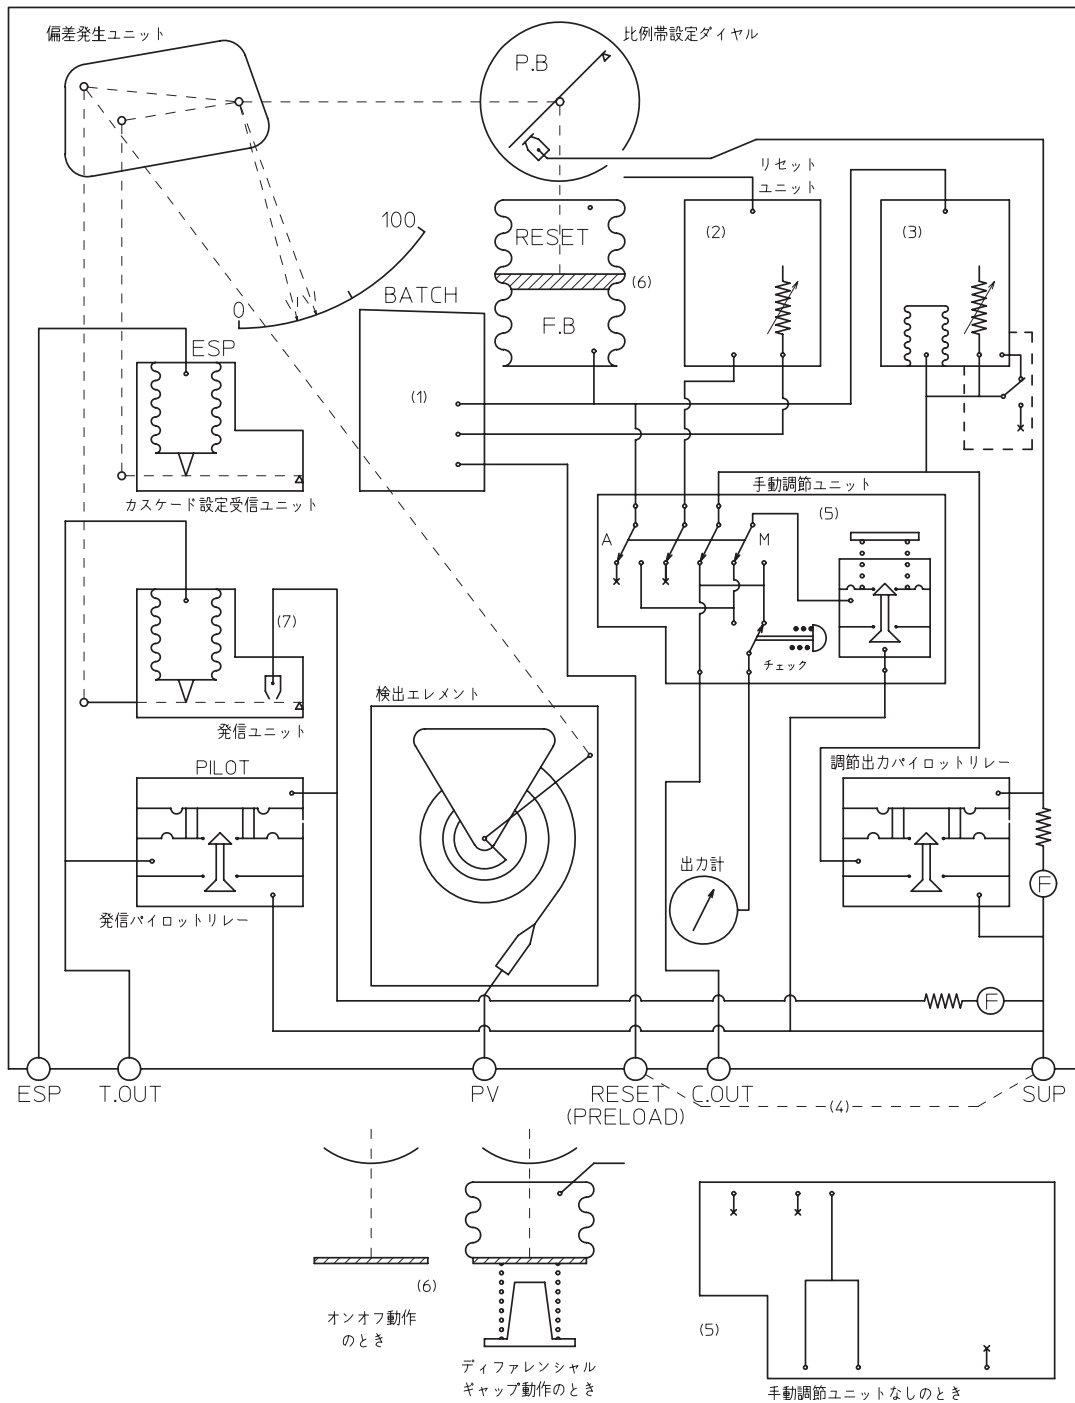 偏差発生ユニット
比例帯設定ダイヤル
P.B
リセット
ユニット
100
RESET
(2)
(3)
(6)
BATCH
0
F.B
ESP
(1)
カスケード設定受信ユニット
手動調節ユニット
(5)
A
M
(7)
チェック
検出エレメント
発信ユニット
PILOT
調節出力パイロットリレー
出力計
F
発信パイロットリレー
F
ESP
T.OUT
PV
RESET
(PRELOAD)
C.OUT
(4)
SUP
(6)
オンオフ動作
のとき
(5)
ディファレンシャル
ギャップ動作のとき
手動調節ユニットなしのとき